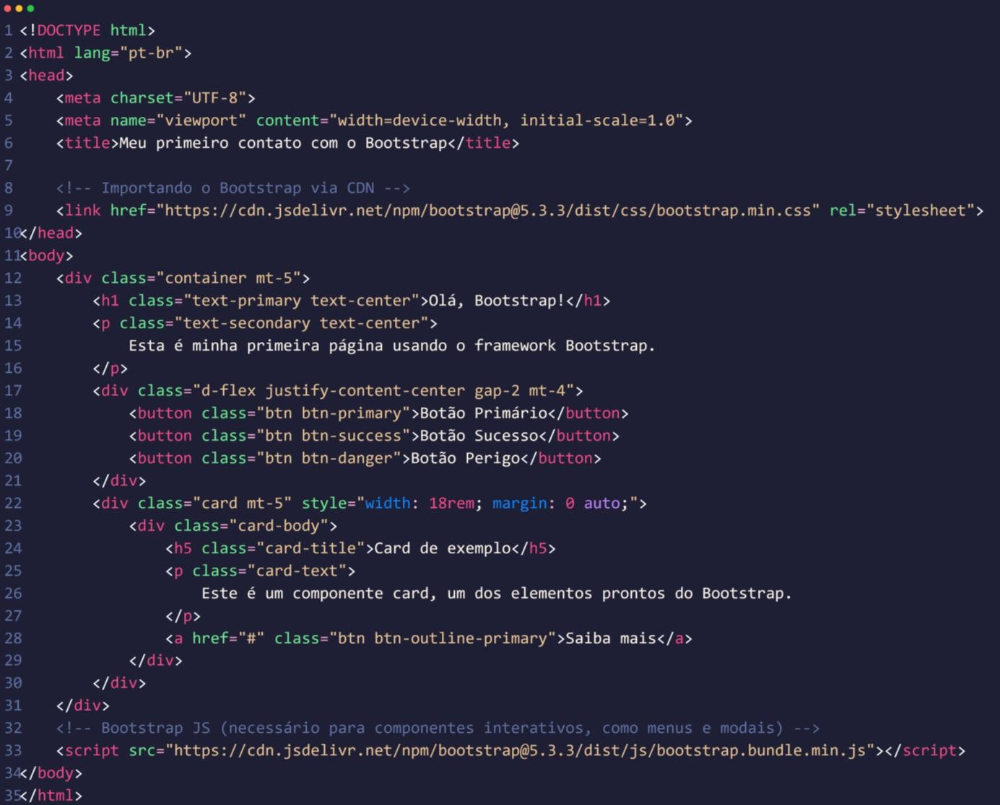 1 <!DOCTYPE html>
2 <html lang="pt-br">
3 <head>
4     <meta charset="UTF-8">
5     <meta name="viewport" content="width=device-width, initial-scale=1.0">
6     <title>Meu primeiro contato com o Bootstrap</title>
7
8     <!-- Importando o Bootstrap via CDN -->
9     <link href="https://cdn.jsdelivr.net/npm/bootstrap@5.3.3/dist/css/bootstrap.min.css" rel="stylesheet">
10</head>
11<body>
12    <div class="container mt-5">
13        <h1 class="text-primary text-center">Olá, Bootstrap!</h1>
14        <p class="text-secondary text-center">
15            Esta é minha primeira página usando o framework Bootstrap.
16        </p>
17        <div class="d-flex justify-content-center gap-2 mt-4">
18            <button class="btn btn-primary">Botão Primário</button>
19            <button class="btn btn-success">Botão Sucesso</button>
20            <button class="btn btn-danger">Botão Perigo</button>
21        </div>
22        <div class="card mt-5" style="width: 18rem; margin: 0 auto;">
23            <div class="card-body">
24                <h5 class="card-title">Card de exemplo</h5>
25                <p class="card-text">
26                    Este é um componente card, um dos elementos prontos do Bootstrap.
27                </p>
28                <a href="#" class="btn btn-outline-primary">Saiba mais</a>
29            </div>
30        </div>
31    </div>
32    <!-- Bootstrap JS (necessário para componentes interativos, como menus e modais) -->
33    <script src="https://cdn.jsdelivr.net/npm/bootstrap@5.3.3/dist/js/bootstrap.bundle.min.js"></script>
34</body>
35</html>